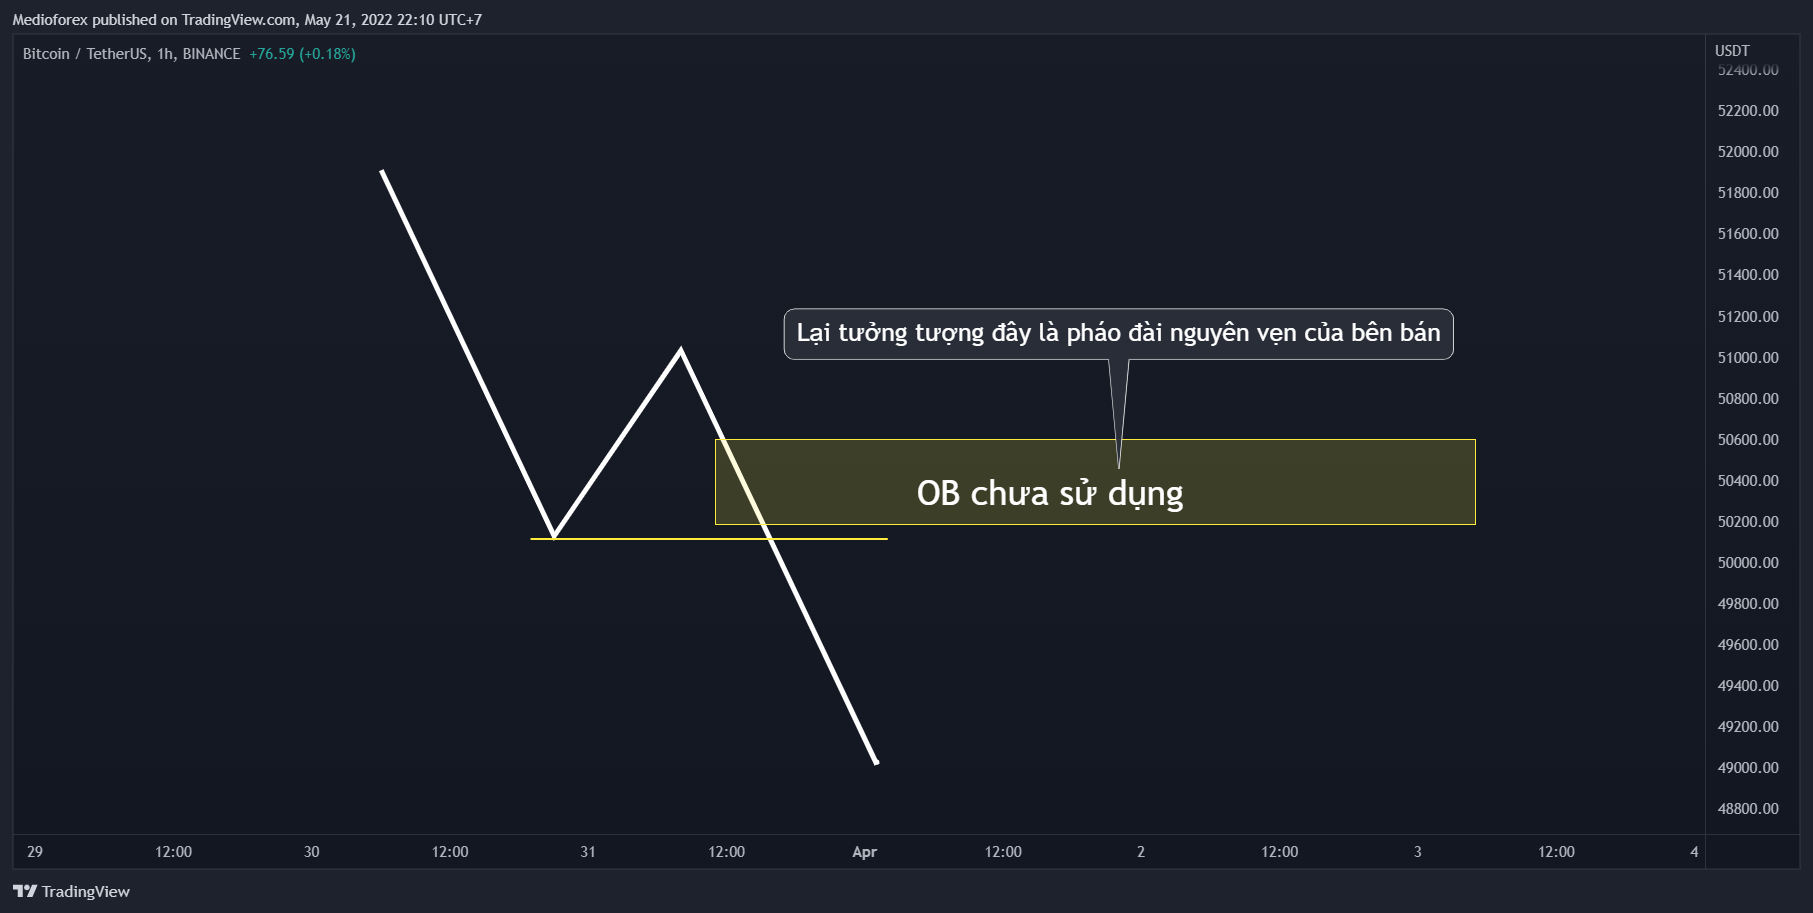 Medioforex published on TradingView.com, May 21, 2022 22:10 UTC+7
Bitcoin / TetherUS, 1h, BINANCE +76.59 (+0.18%)
USDT
52400.00
52200.00
52000.00
51800.00
51600.00
51400.00
51200.00
51000.00
50800.00
50600.00
50400.00
50200.00
50000.00
49800.00
49600.00
49400.00
49200.00
49000.00
48800.00
Lại tưởng tượng đây là pháo đài nguyên vẹn của bên bán
OB chưa sử dụng
29 12:00 30 12:00 31 12:00 Apr 12:00 2 12:00 3 12:00 4
TradingView